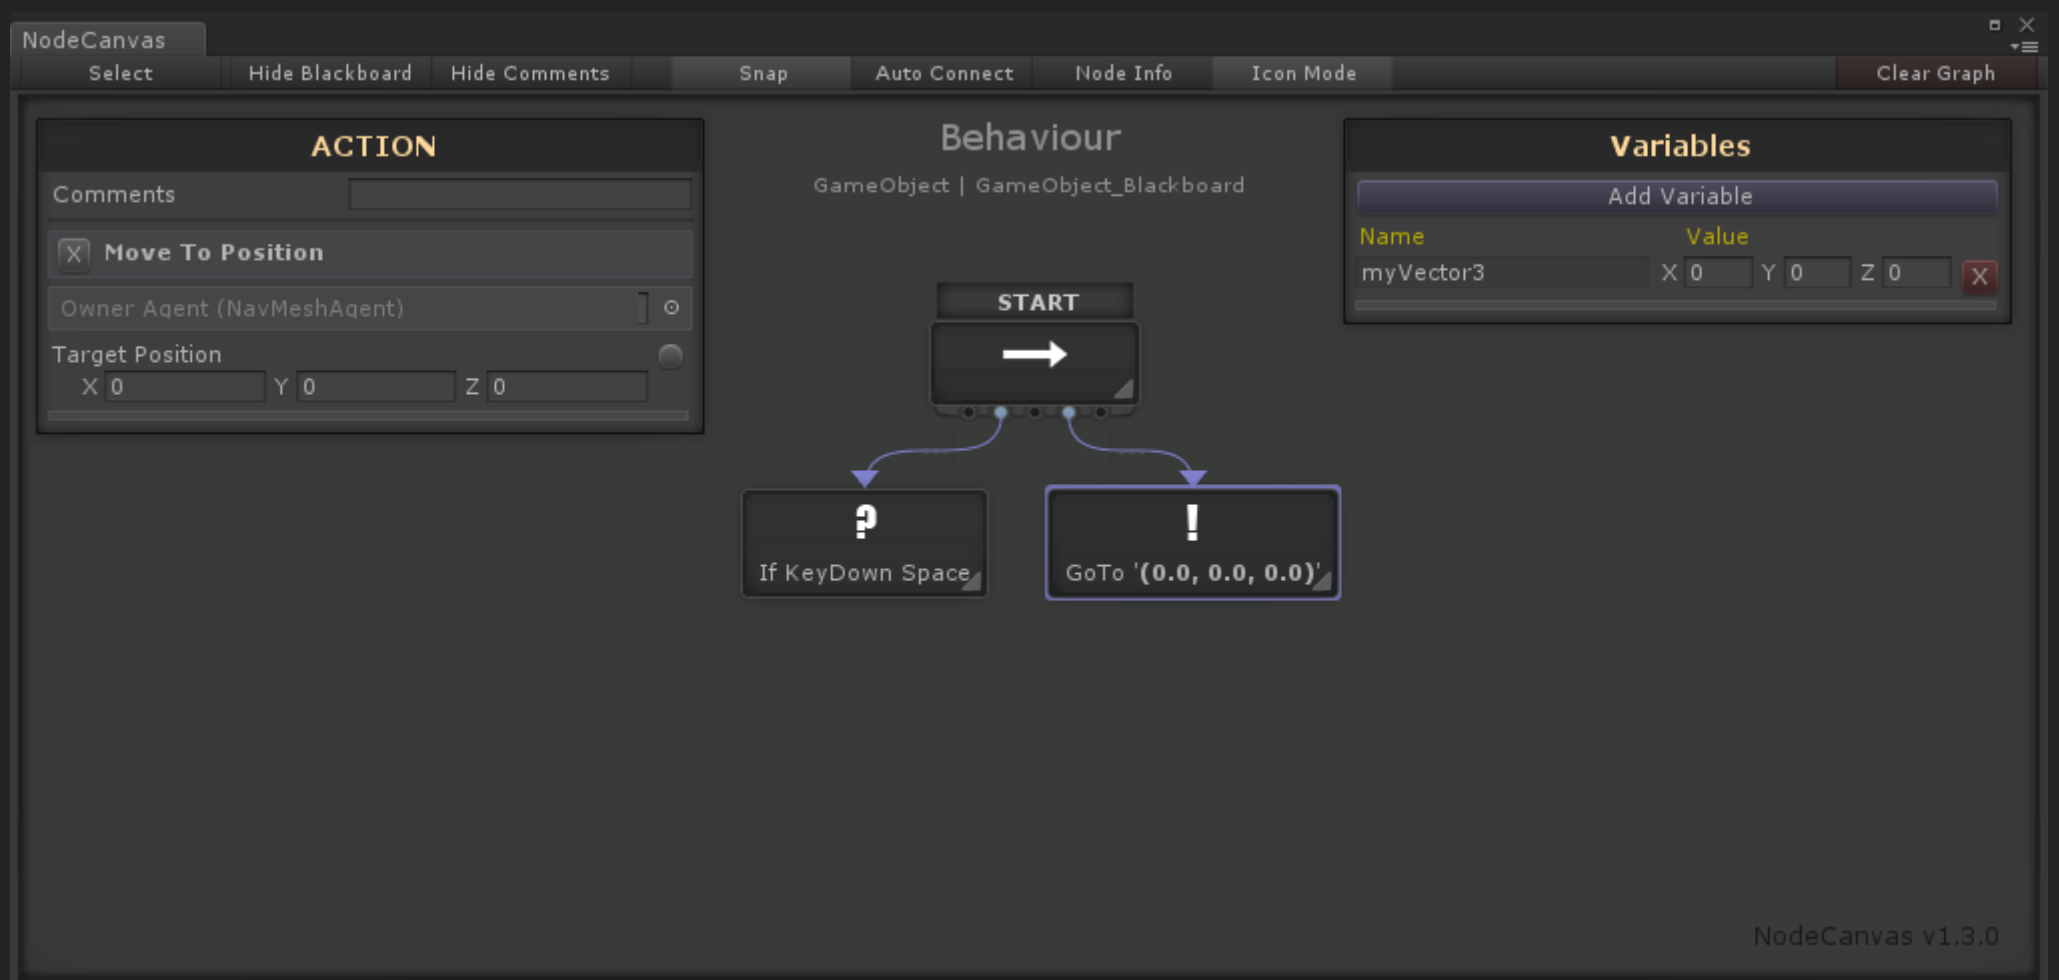 NodeCanvas
Select Hide Blackboard Hide Comments Snap Auto Connect Node Info Icon Mode Clear Graph
ACTION
Comments
X Move To Position
Owner Agent (NavMeshAgent)
Target Position
X 0 Y 0 Z 0
Behaviour
GameObject | GameObject_Blackboard
START
?
If KeyDown Space
!
GoTo '(0.0, 0.0, 0.0)'
Variables
Add Variable
Name Value
myVector3 X 0 Y 0 Z 0 X
NodeCanvas v1.3.0